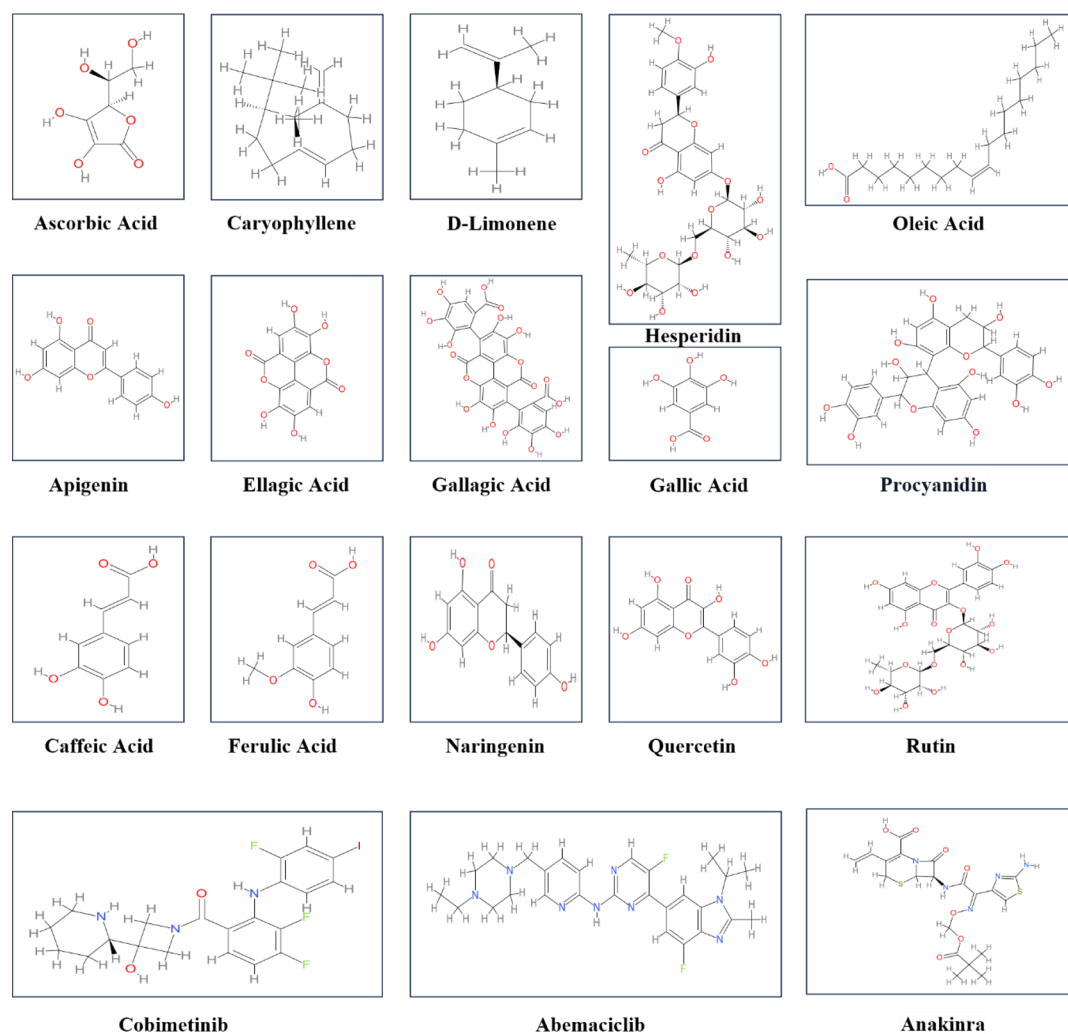 Ascorbic Acid
Caryophyllene
D-Limonene
Hesperidin
Oleic Acid
Apigenin
Ellagic Acid
Gallagic Acid
Gallic Acid
Procyanidin
Caffeic Acid
Ferulic Acid
Naringenin
Quercetin
Rutin
Cobimetinib
Abemaciclib
Anakinra